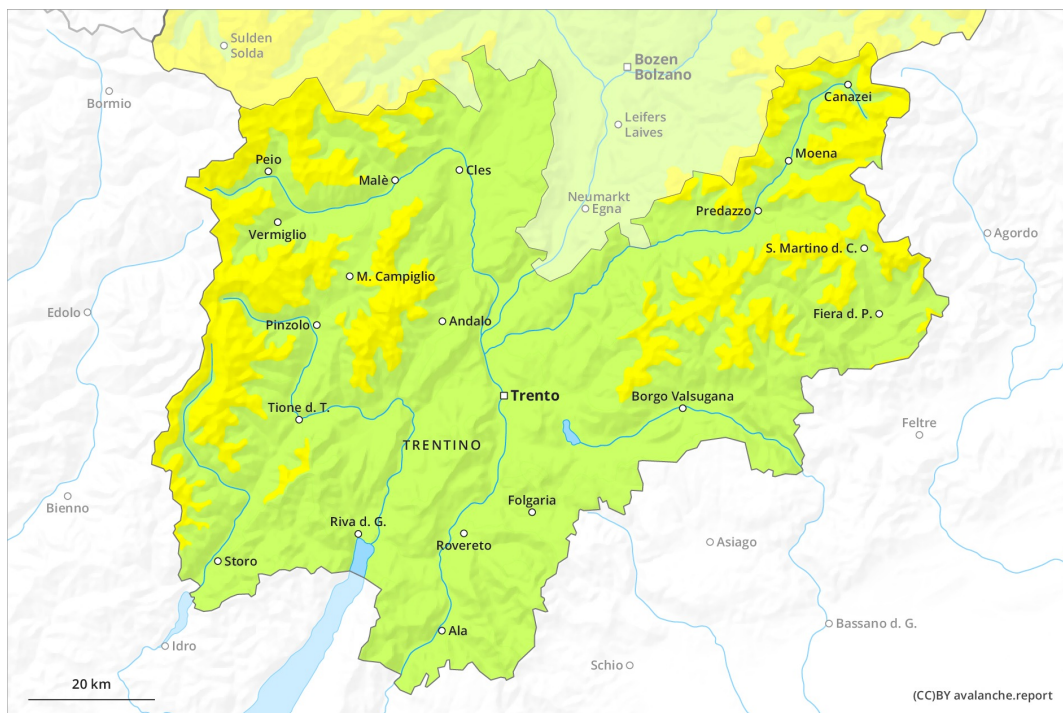 Sulden
Solda
Bozen
Bolzano
Bormio
Canazei
Leifers
Laives
Peio
Moena
Malè
Cles
Neumarkt
Egna
Predazzo
Vermiglio
Agordo
S. Martino d. C.
M. Campiglio
Edolo
Fiera d. P.
Pinzolo
Andalo
Trento
Borgo Valsugana
Tione d. T.
Feltre
TRENTINO
Bienno
Folgaria
Riva d. G.
Asiago
Rovereto
Storo
Bassano d. G.
Ala
Idro
Schio
20 km
(CC)BY avalanche.report